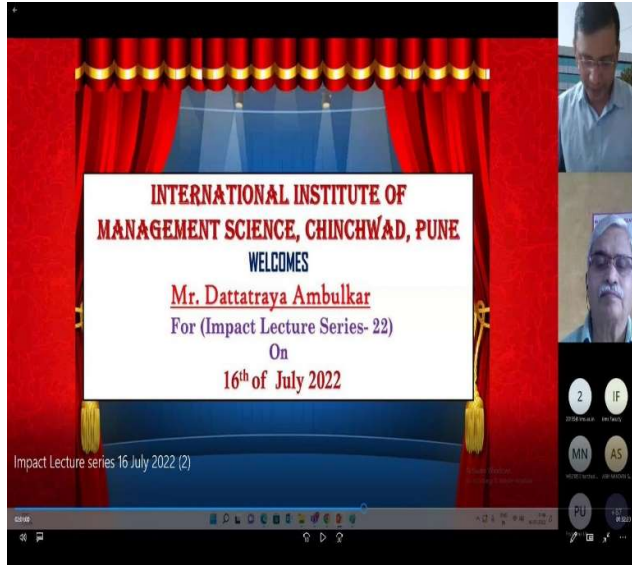 INTERNATIONAL INSTITUTE OF
MANAGEMENT SCIENCE, CHINCHWAD, PUNE
WELCOMES
Mr. Dattatraya Ambulkar
For (Impact Lecture Series- 22)
On
16th of July 2022
Impact Lecture series 16 July 2022 (2)
2
IF
MN
AS
PU